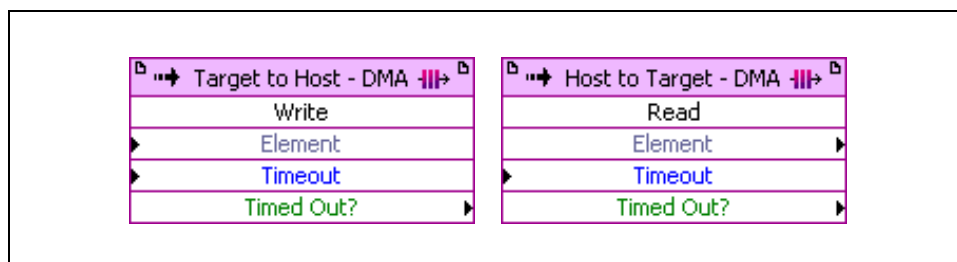 Target to Host - DMA
Write
Element
Timeout
Timed Out?
Host to Target - DMA
Read
Element
Timeout
Timed Out?